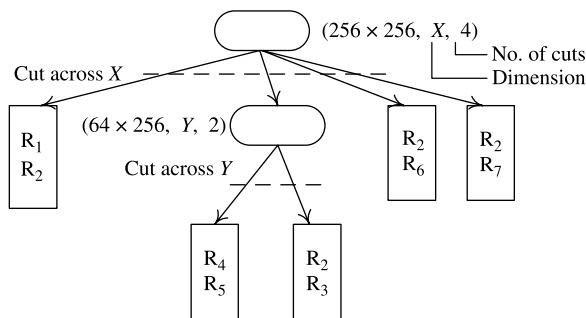 (256 × 256, X, 4)
No. of cuts
Dimension
Cut across X
R₁
R₂
(64 × 256, Y, 2)
R₂
R₆
R₂
R₇
Cut across Y
R₄
R₅
R₂
R₃